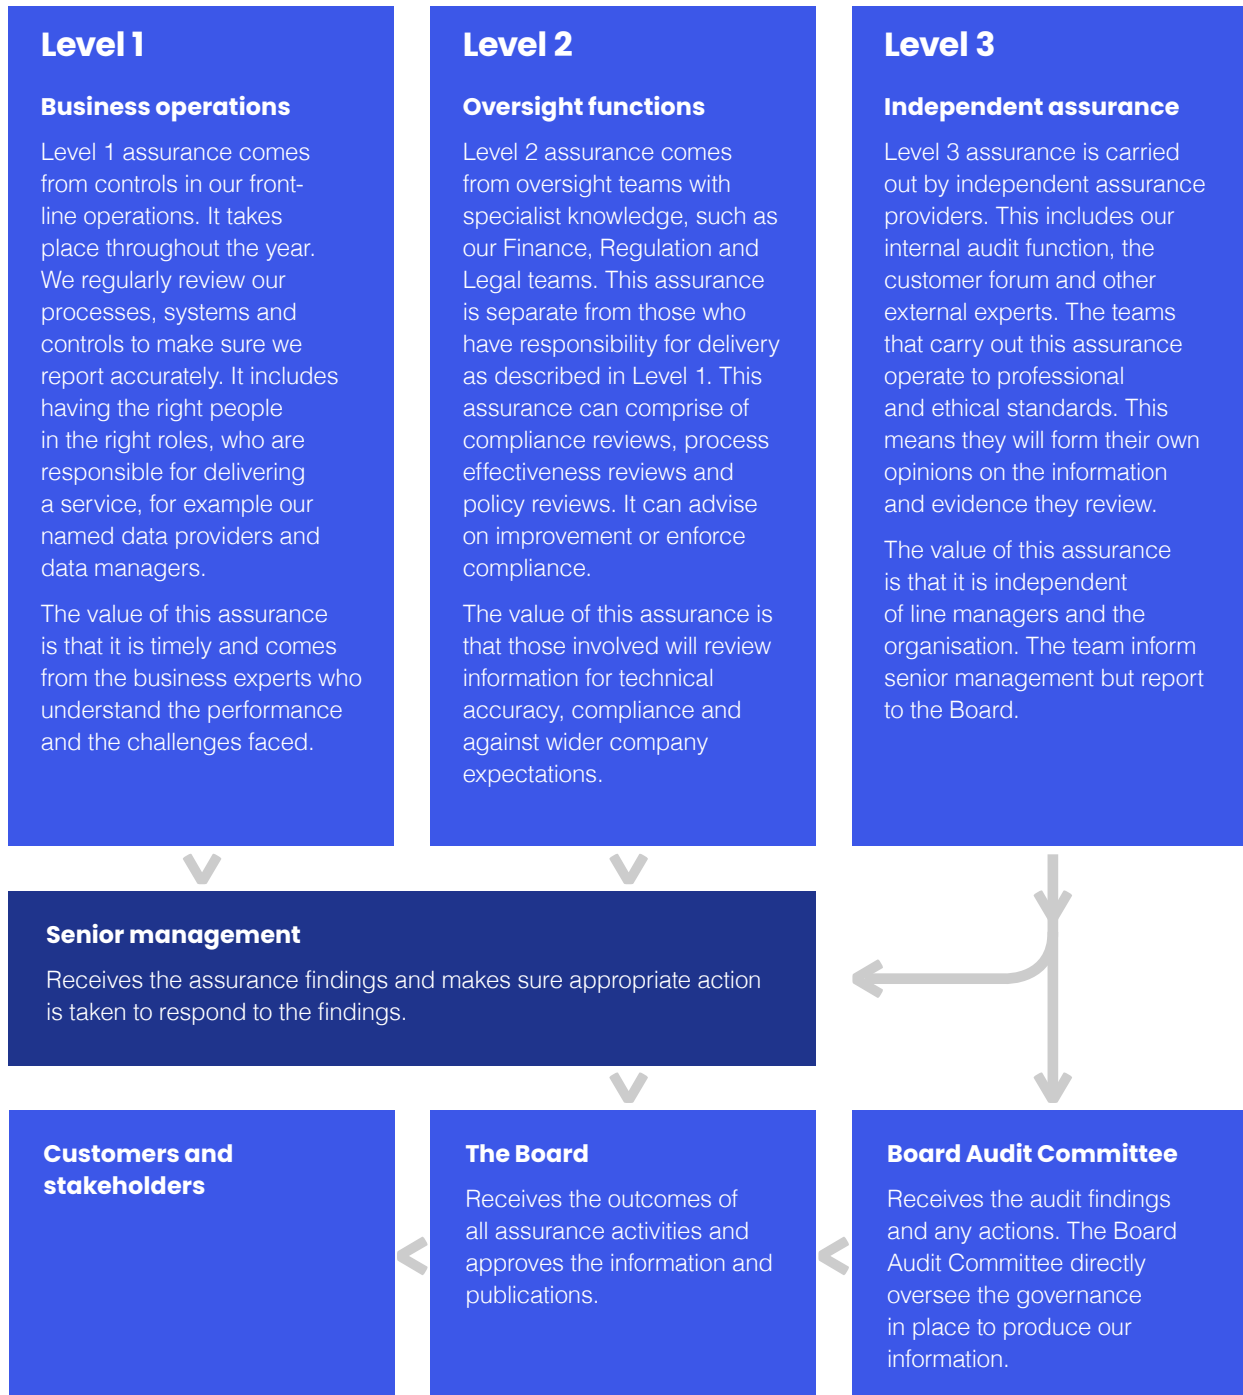 Level 1
Business operations
Level 1 assurance comes
from controls in our front-
line operations. It takes
place throughout the year.
We regularly review our
processes, systems and
controls to make sure we
report accurately. It includes
having the right people
in the right roles, who are
responsible for delivering
a service, for example our
named data providers and
data managers.
The value of this assurance
is that it is timely and comes
from the business experts who
understand the performance
and the challenges faced.
Level 2
Oversight functions
Level 2 assurance comes
from oversight teams with
specialist knowledge, such as
our Finance, Regulation and
Legal teams. This assurance
is separate from those who
have responsibility for delivery
as described in Level 1. This
assurance can comprise of
compliance reviews, process
effectiveness reviews and
policy reviews. It can advise
on improvement or enforce
compliance.
The value of this assurance is
that those involved will review
information for technical
accuracy, compliance and
against wider company
expectations.
Level 3
Independent assurance
Level 3 assurance is carried
out by independent assurance
providers. This includes our
internal audit function, the
customer forum and other
external experts. The teams
that carry out this assurance
operate to professional
and ethical standards. This
means they will form their own
opinions on the information
and evidence they review.
The value of this assurance
is that it is independent
of line managers and the
organisation. The team inform
senior management but report
to the Board.
Senior management
Receives the assurance findings and makes sure appropriate action
is taken to respond to the findings.
Customers and
stakeholders
The Board
Receives the outcomes of
all assurance activities and
approves the information and
publications.
Board Audit Committee
Receives the audit findings
and any actions. The Board
Audit Committee directly
oversee the governance
in place to produce our
information.